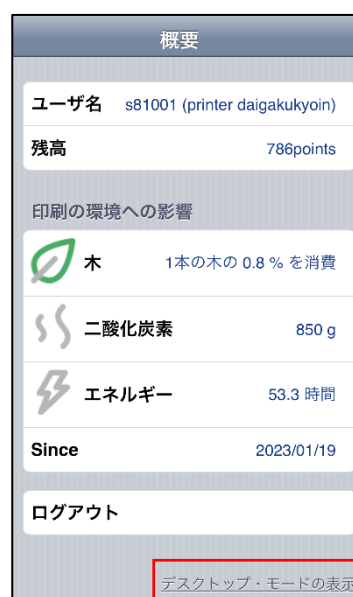 概要
ユーザ名 s81001 (printer daigakukyoin)
残高 786points
印刷の環境への影響
木 1本の木の 0.8 % を消費
二酸化炭素 850 g
エネルギー 53.3 時間
Since 2023/01/19
ログアウト
デスクトップ・モードの表示